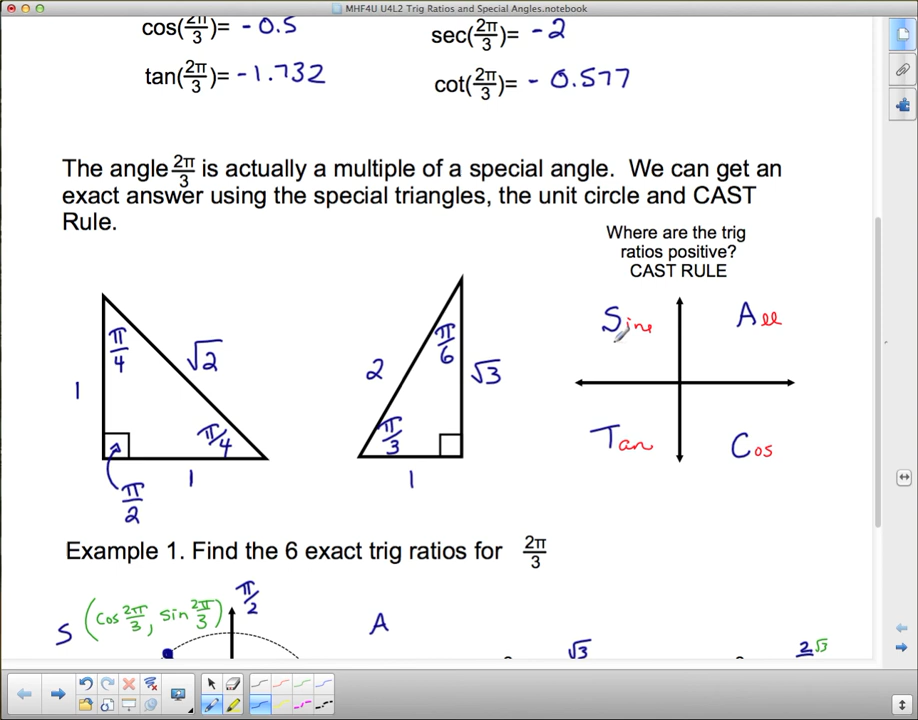 MHF4U U4L2 Trig Ratios and Special Angles.notebook
cos(2π/3)= -0.5
sec(2π/3)= -2
tan(2π/3)= -1.732
cot(2π/3)= - 0.577
The angle 2π/3 is actually a multiple of a special angle. We can get an
exact answer using the special triangles, the unit circle and CAST
Rule.
Where are the trig
ratios positive?
CAST RULE
π/4
√2
1
π/4
1
π/2
π/6
2
√3
π/3
1
Sine
All
Tan
Cos
Example 1. Find the 6 exact trig ratios for 2π/3
S
(cos 2π/3, sin 2π/3)
π/2
A
√3
2√3